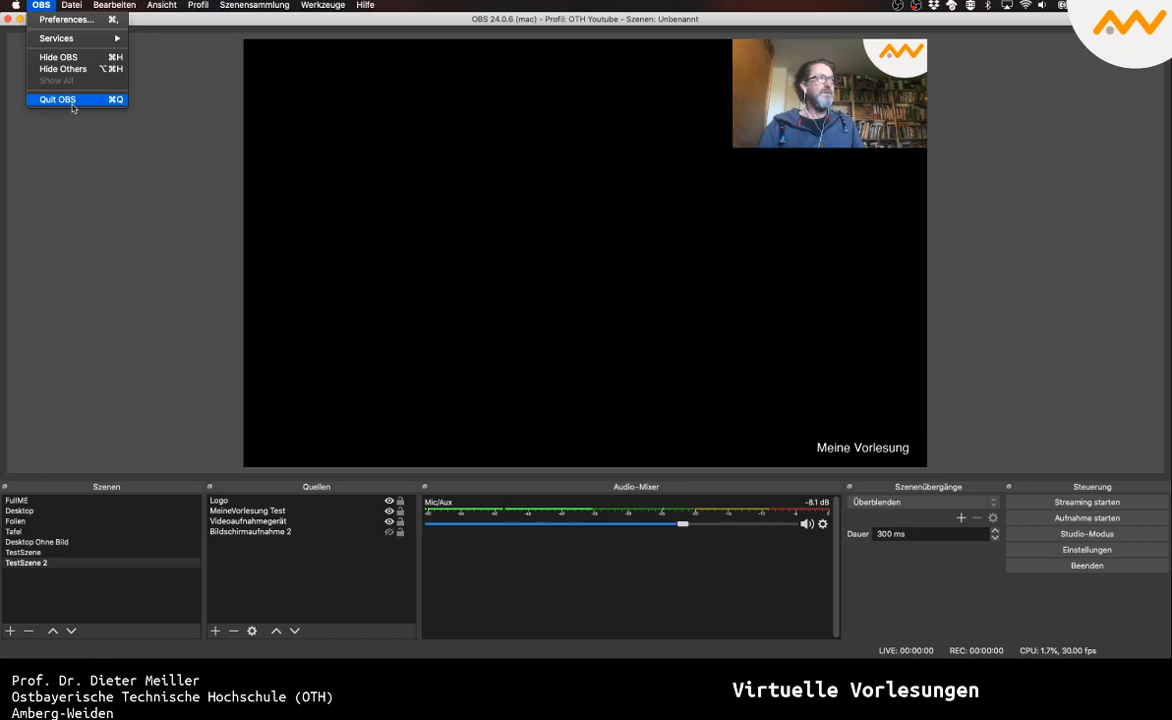 OBS Datei Bearbeiten Ansicht Profil Szenensammlung Werkzeuge Hilfe
OBS 24.0.6 (mac) - Profil: OTH Youtube - Szenen: Unbenannt
Preferences... ⌘,
Services ▶
Hide OBS ⌘H
Hide Others ⌥⌘H
Show All
Quit OBS ⌘Q
Meine Vorlesung
Szenen
FullME
Desktop
Folien
Tafel
Desktop Ohne Bild
TestSzene
TestSzene 2
Quellen
Logo
MeineVorlesung Test
Videoaufnahmegerät
Bildschirmaufnahme 2
Audio-Mixer
Mic/Aux -8.1 dB
Szenenübergänge
Überblenden
Dauer 300 ms
Steuerung
Streaming starten
Aufnahme starten
Studio-Modus
Einstellungen
Beenden
LIVE: 00:00:00 REC: 00:00:00 CPU: 1.7%, 30.00 fps
Prof. Dr. Dieter Meiller
Ostbayerische Technische Hochschule (OTH)
Amberg-Weiden
Virtuelle Vorlesungen